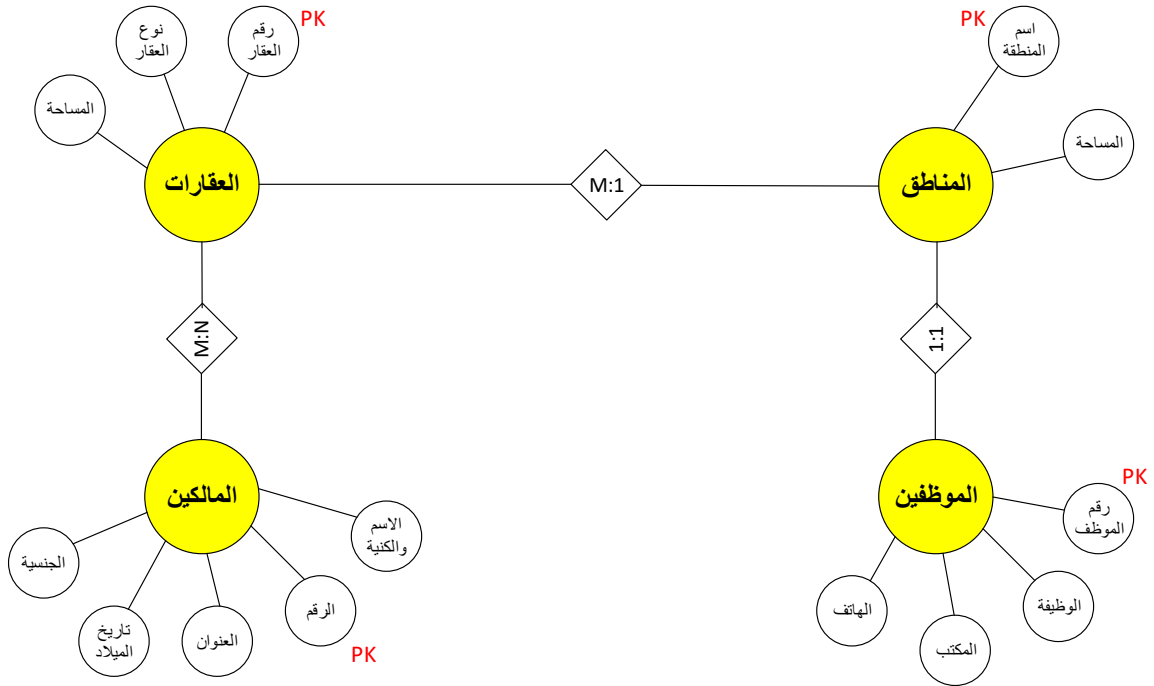 PK
رقم
العقار
نوع
العقار
المساحة
العقارات
PK
اسم
المنطقة
المساحة
المناطق
M:1
M:N
1:1
المالكين
الاسم
والكنية
الرقم
PK
العنوان
تاريخ
الميلاد
الجنسية
الموظفين
PK
رقم
الموظف
الوظيفة
المكتب
الهاتف